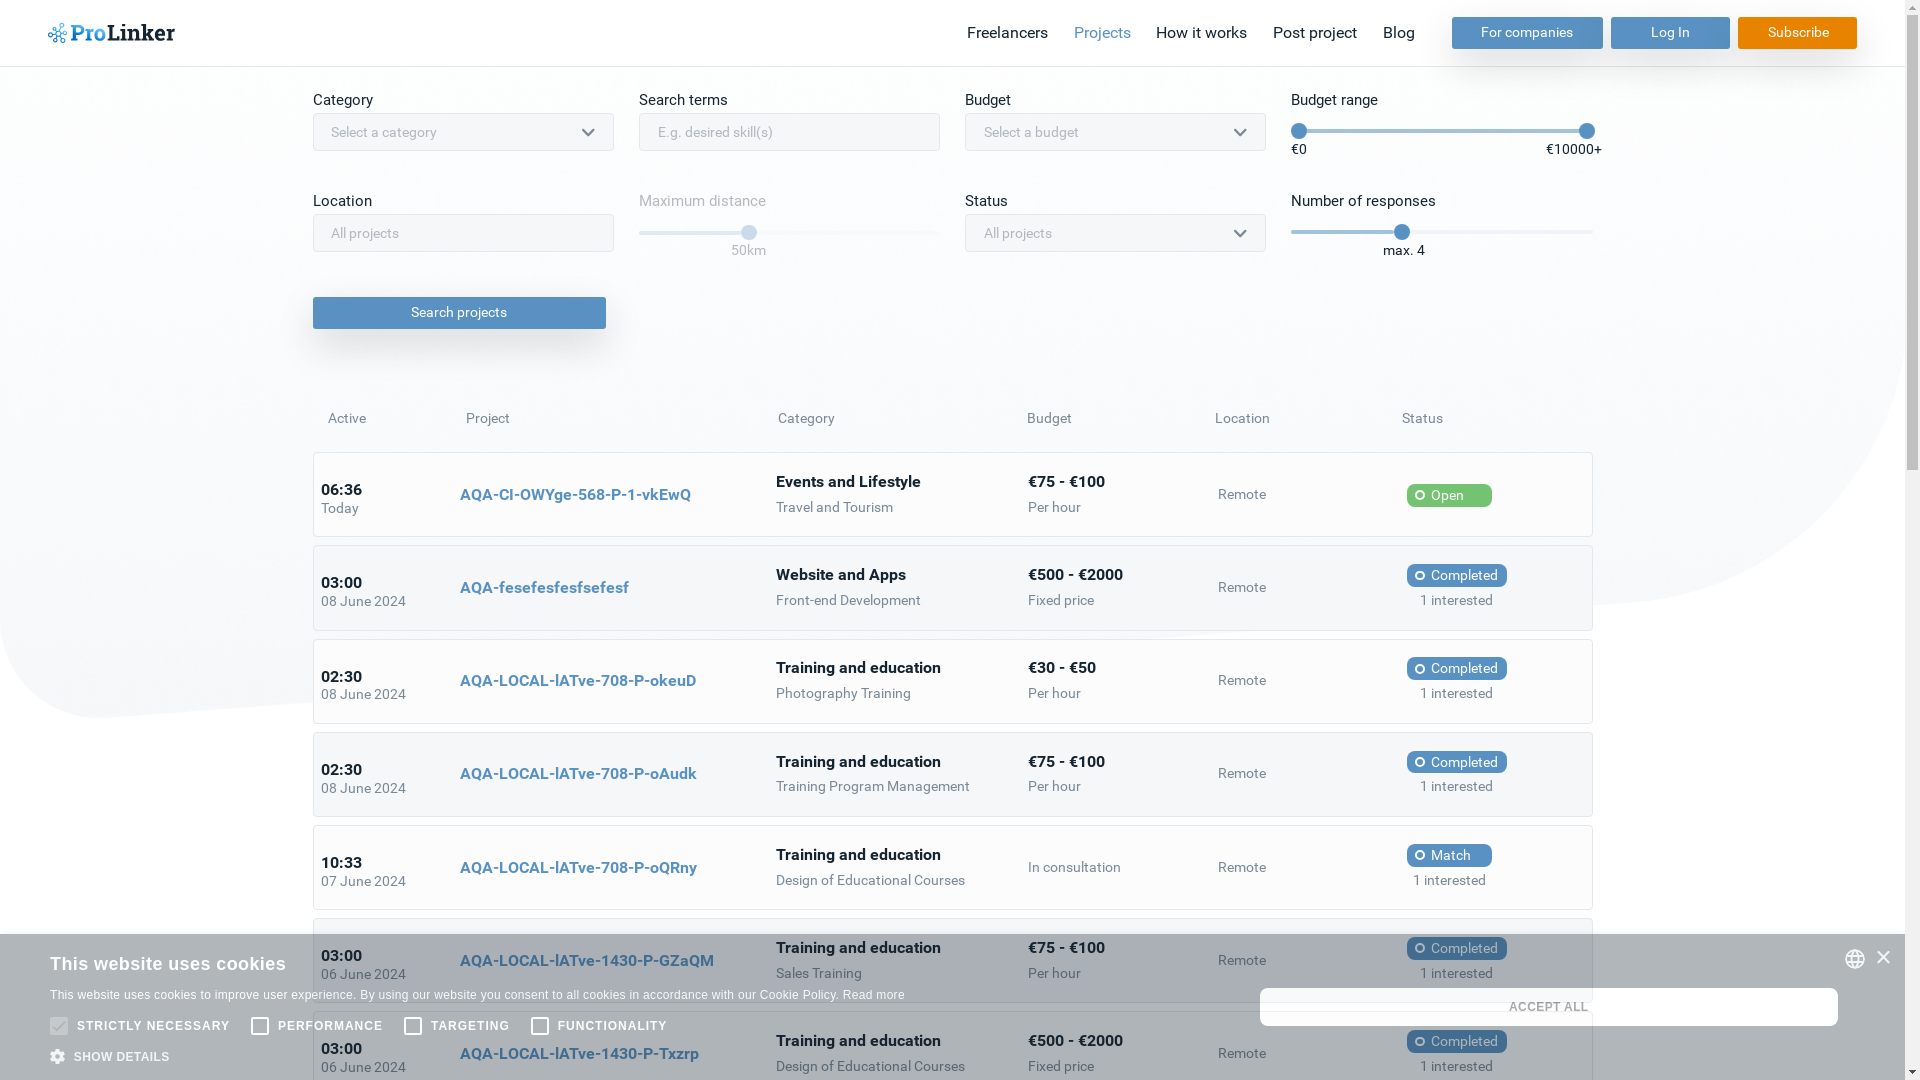 ProLinker
Freelancers Projects How it works Post project Blog For companies Log In Subscribe
Category Search terms Budget Budget range
Select a category E.g. desired skill(s) Select a budget
€0 €10000+
Location Maximum distance Status Number of responses
All projects All projects
50km max. 4
Search projects
Active Project Category Budget Location Status
06:36 AQA-CI-OWYge-568-P-1-vkEwQ Events and Lifestyle €75 - €100 Remote Open
Today Travel and Tourism Per hour
03:00 AQA-fesefesfesfsefesf Website and Apps €500 - €2000 Remote Completed
08 June 2024 Front-end Development Fixed price 1 interested
02:30 AQA-LOCAL-lATve-708-P-okeuD Training and education €30 - €50 Remote Completed
08 June 2024 Photography Training Per hour 1 interested
02:30 AQA-LOCAL-lATve-708-P-oAudk Training and education €75 - €100 Remote Completed
08 June 2024 Training Program Management Per hour 1 interested
10:33 AQA-LOCAL-lATve-708-P-oQRny Training and education In consultation Remote Match
07 June 2024 Design of Educational Courses 1 interested
03:00 AQA-LOCAL-lATve-1430-P-GZaQM Training and education €75 - €100 Remote Completed
06 June 2024 Sales Training Per hour 1 interested
03:00 AQA-LOCAL-lATve-1430-P-Txzrp Training and education €500 - €2000 Remote Completed
06 June 2024 Design of Educational Courses Fixed price 1 interested
This website uses cookies
This website uses cookies to improve user experience. By using our website you consent to all cookies in accordance with our Cookie Policy. Read more
STRICTLY NECESSARY PERFORMANCE TARGETING FUNCTIONALITY
SHOW DETAILS
ACCEPT ALL
×